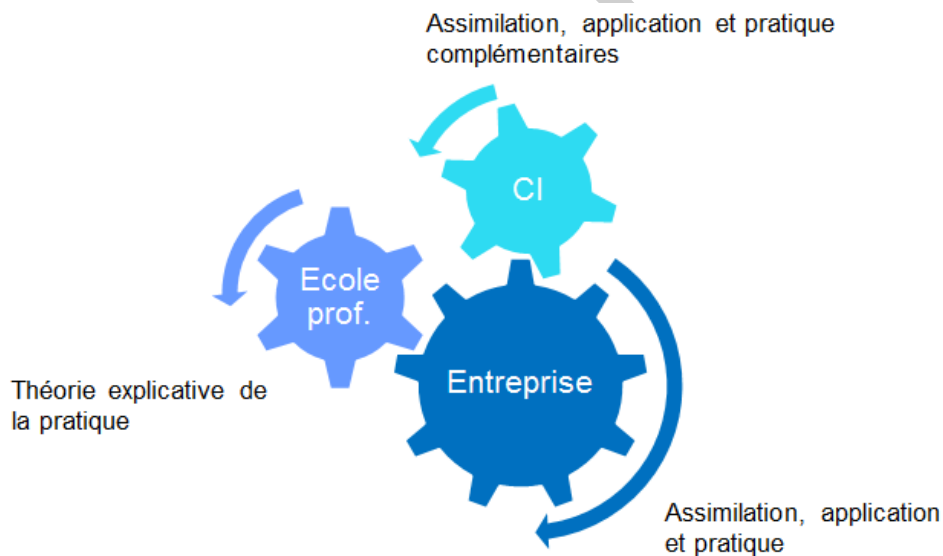 Assimilation, application et pratique
complémentaires
CI
Ecole
prof.
Entreprise
Théorie explicative de
la pratique
Assimilation, application
et pratique